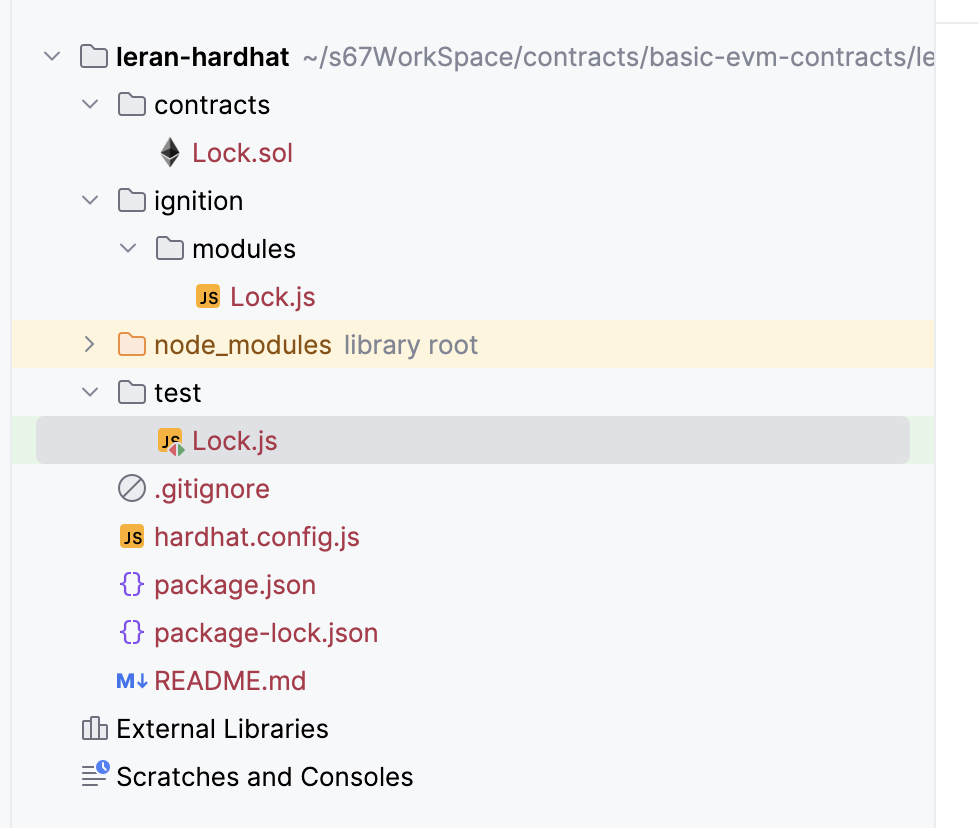 leran-hardhat ~/s67WorkSpace/contracts/basic-evm-contracts/le
contracts
Lock.sol
ignition
modules
JS Lock.js
node_modules library root
test
JS Lock.js
.gitignore
JS hardhat.config.js
{} package.json
{} package-lock.json
M↓ README.md
External Libraries
Scratches and Consoles